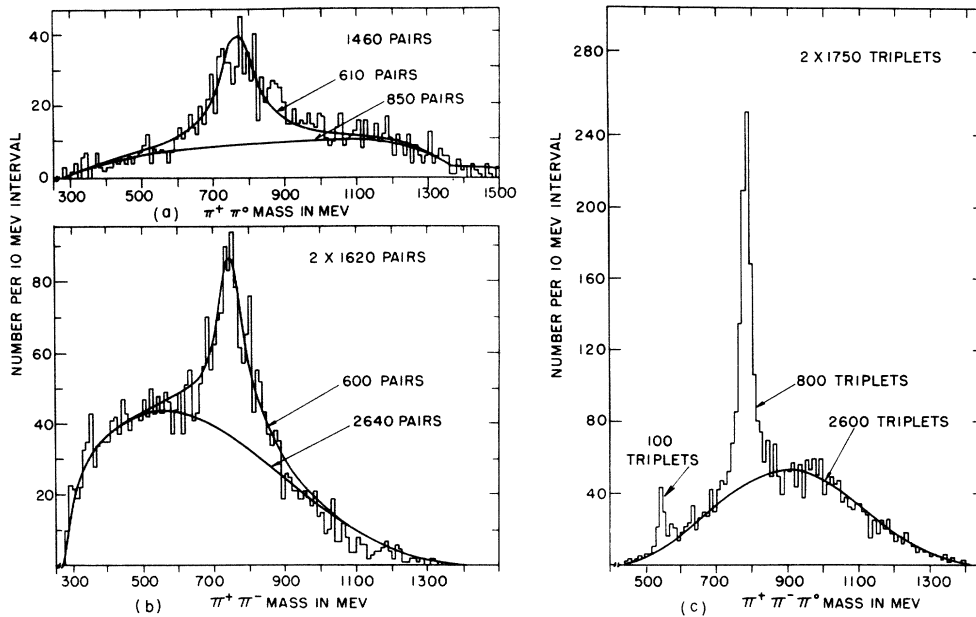 NUMBER PER 10 MEV INTERVAL
40
20
0
1460 PAIRS
610 PAIRS
850 PAIRS
300 500 700 900 1100 1300 1500
(a) π⁺ π⁰ MASS IN MEV
80
60
40
20
2 X 1620 PAIRS
600 PAIRS
2640 PAIRS
300 500 700 900 1100 1300
(b) π⁺ π⁻ MASS IN MEV
NUMBER PER 10 MEV INTERVAL
280
240
200
160
120
80
40
2 X 1750 TRIPLETS
800 TRIPLETS
2600 TRIPLETS
100
TRIPLETS
500 700 900 1100 1300
(c) π⁺ π⁻ π⁰ MASS IN MEV